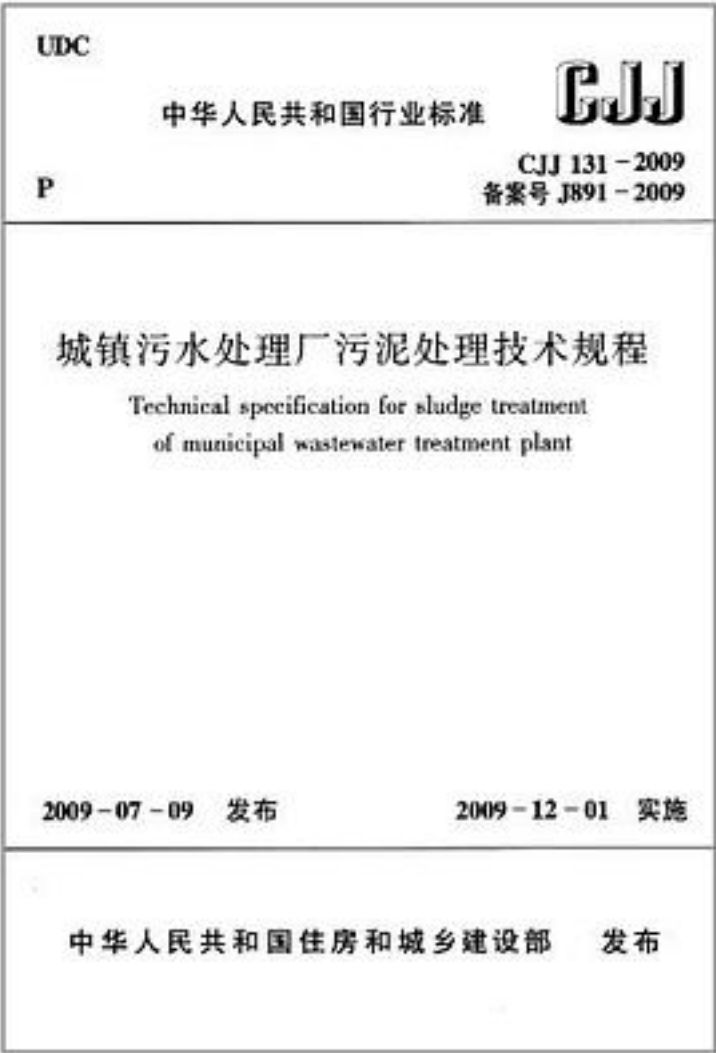 UDC
中华人民共和国行业标准
CJJ
CJJ 131－2009
P
备案号 J891－2009
城镇污水处理厂污泥处理技术规程
Technical specification for sludge treatment
of municipal wastewater treatment plant
2009－07－09 发布 2009－12－01 实施
中华人民共和国住房和城乡建设部 发布